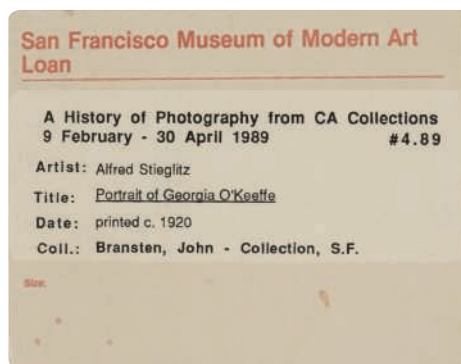 San Francisco Museum of Modern Art
Loan
A History of Photography from CA Collections
9 February - 30 April 1989 #4.89
Artist: Alfred Stieglitz
Title: Portrait of Georgia O'Keeffe
Date: printed c. 1920
Coll.: Bransten, John - Collection, S.F.
Size: